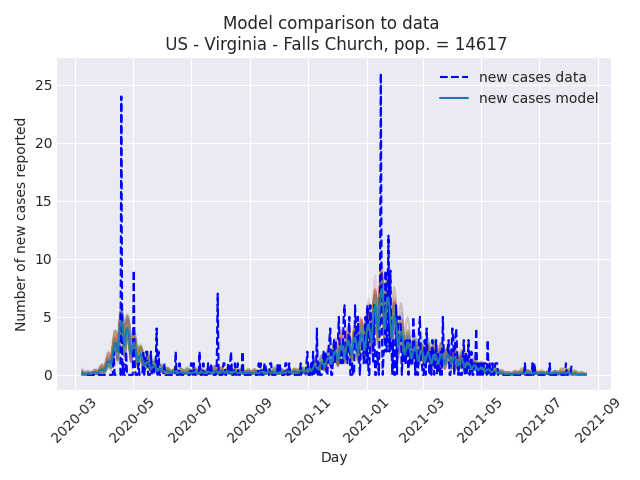 Model comparison to data
US - Virginia - Falls Church, pop. = 14617
new cases data
new cases model
Number of new cases reported
25
20
15
10
5
0
2020-03
2020-05
2020-07
2020-09
2020-11
2021-01
2021-03
2021-05
2021-07
2021-09
Day